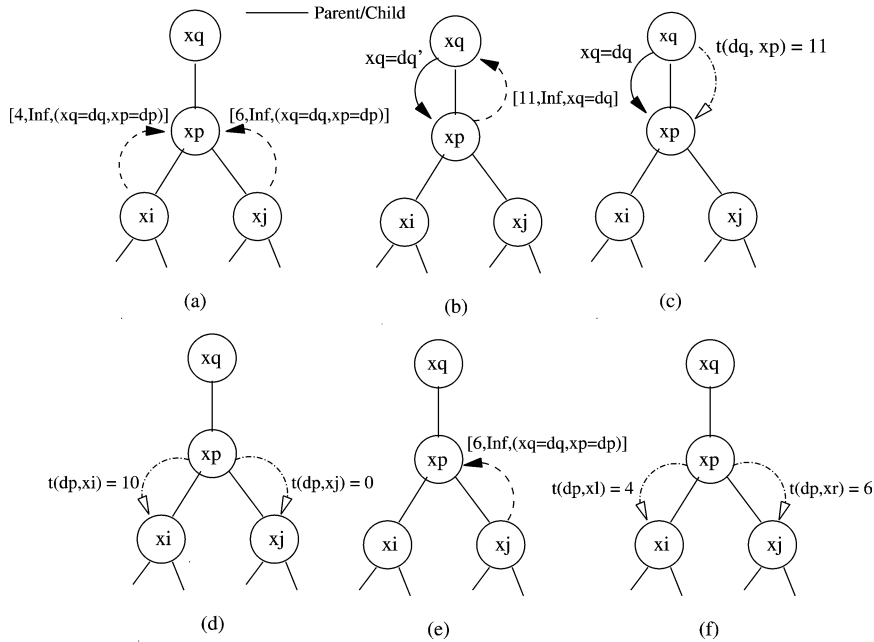 Parent/Child
xq
xp
xi
xj
[4,Inf,(xq=dq,xp=dp)]
[6,Inf,(xq=dq,xp=dp)]
(a)
xq
xq=dq’
[11,Inf,xq=dq]
xp
xi
xj
(b)
xq
xq=dq
t(dq, xp) = 11
xp
xi
xj
(c)
xq
xp
t(dp,xi) = 10
t(dp,xj) = 0
xi
xj
(d)
xq
[6,Inf,(xq=dq,xp=dp)]
xp
xi
xj
(e)
xq
xp
t(dp,xl) = 4
t(dp,xr) = 6
xi
xj
(f)